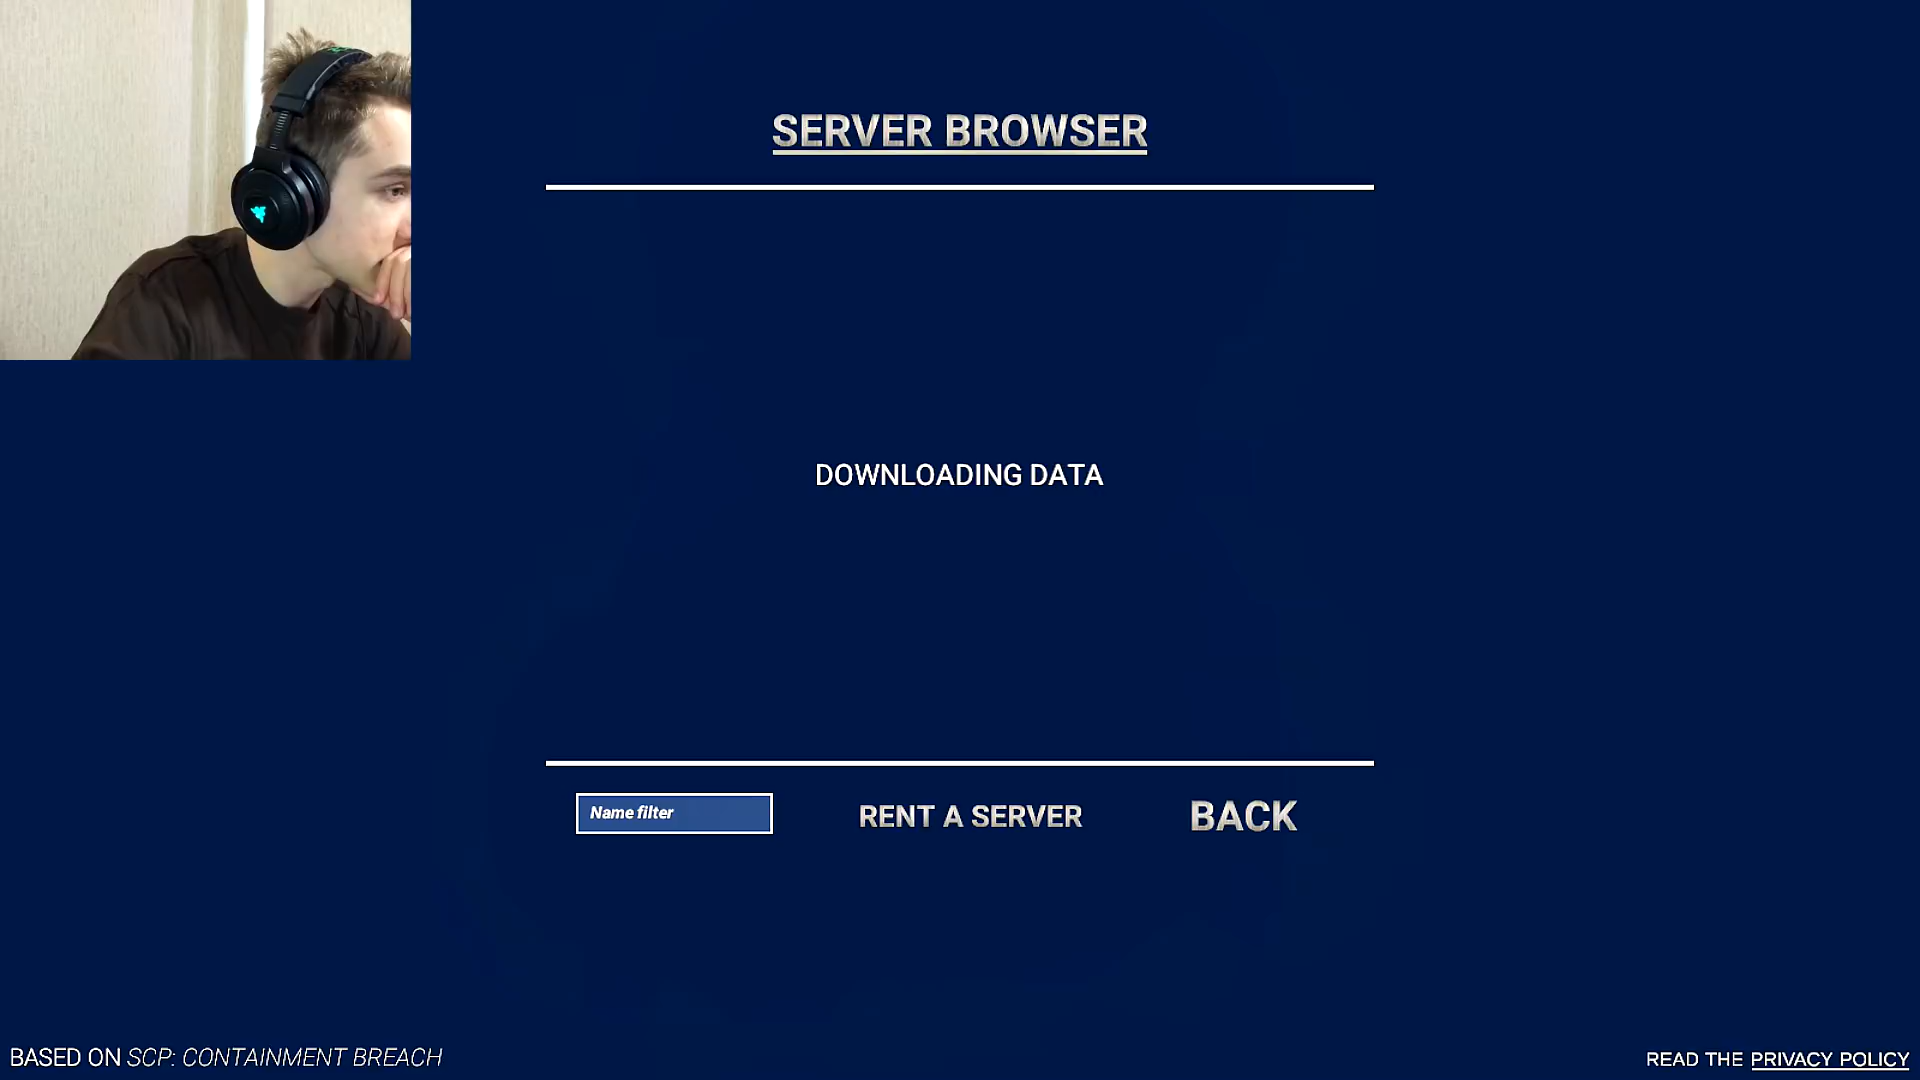 SERVER BROWSER
DOWNLOADING DATA
Name filter
RENT A SERVER
BACK
BASED ON SCP: CONTAINMENT BREACH
READ THE PRIVACY POLICY